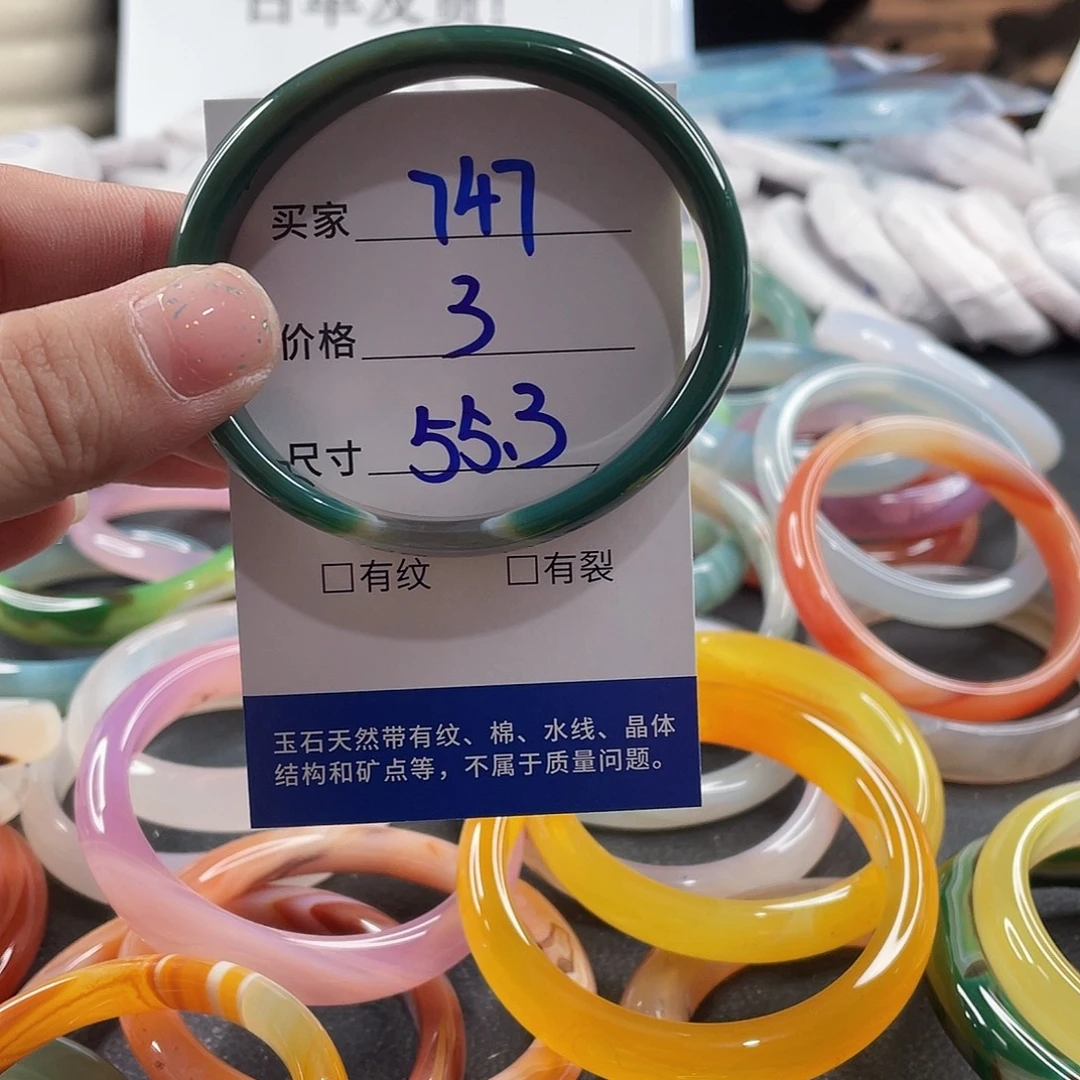 买家 747
价格 3
尺寸 55.3
□有纹 □有裂
玉石天然带有纹、棉、水线、晶体
结构和矿点等，不属于质量问题。